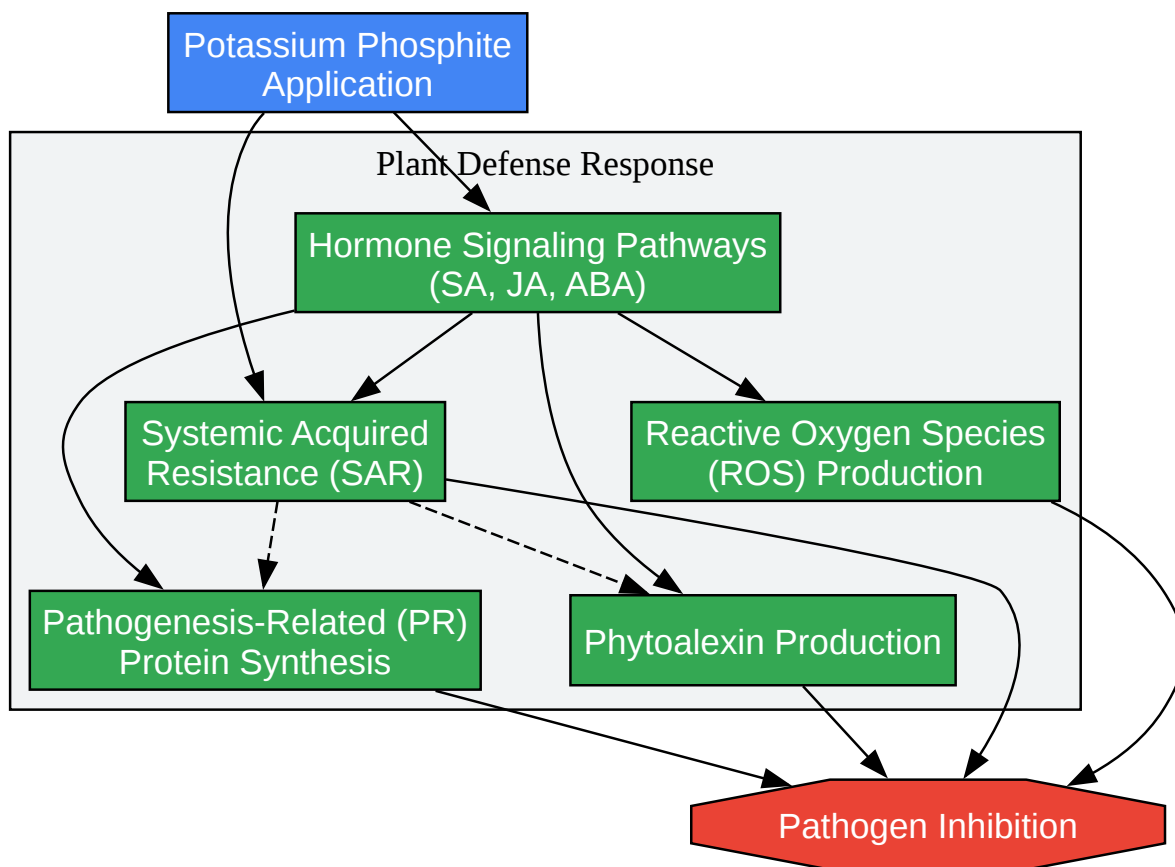 Potassium Phosphite
Application
Plant Defense Response
Hormone Signaling Pathways
(SA, JA, ABA)
Systemic Acquired
Resistance (SAR)
Reactive Oxygen Species
(ROS) Production
Pathogenesis-Related (PR)
Protein Synthesis
Phytoalexin Production
Pathogen Inhibition